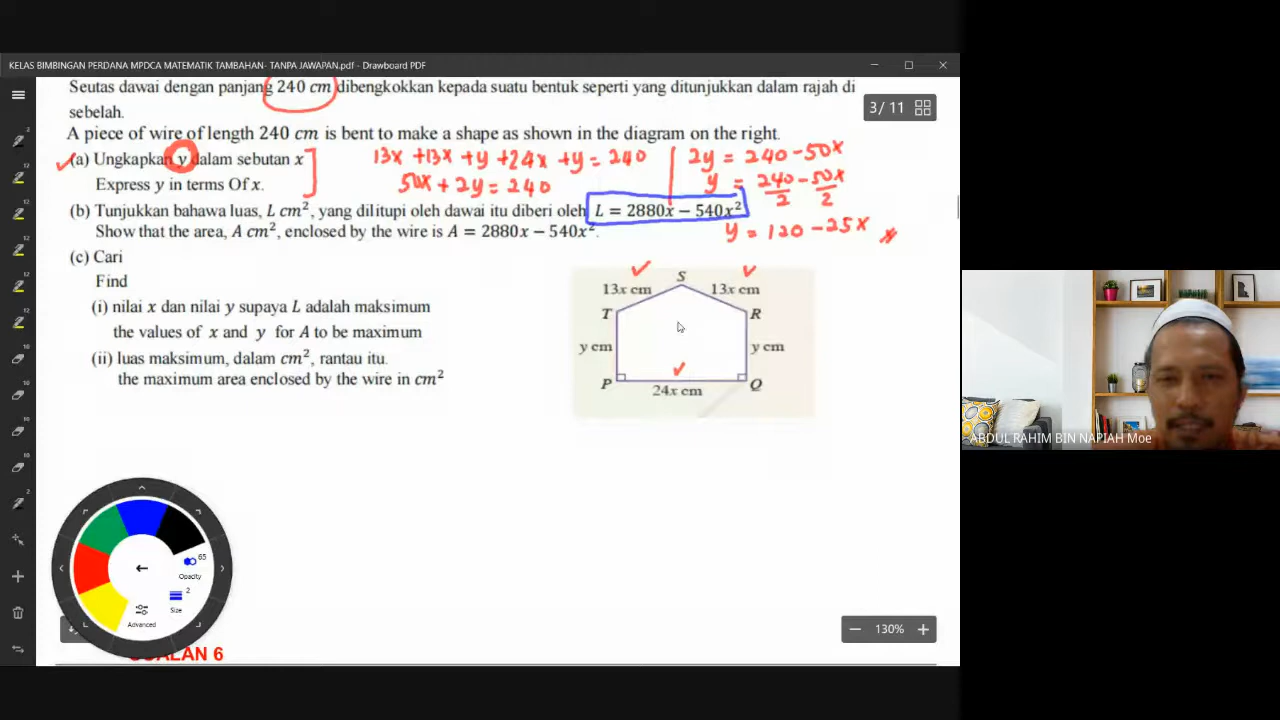 KELAS BIMBINGAN PERDANA MPDCA MATEMATIK TAMBAHAN- TANPA JAWAPAN.pdf - Drawboard PDF
Seutas dawai dengan panjang 240 cm dibengkokkan kepada suatu bentuk seperti yang ditunjukkan dalam rajah di
sebelah.
3 / 11
A piece of wire of length 240 cm is bent to make a shape as shown in the diagram on the right.
(a) Ungkapkan y dalam sebutan x
Express y in terms Of x.
13x + 13x + y + 24x + y = 240
50x + 2y = 240
2y = 240 - 50x
y = 240/2 - 50x/2
y = 120 - 25x
(b) Tunjukkan bahawa luas, L cm², yang dilitupi oleh dawai itu diberi oleh L = 2880x − 540x²
Show that the area, A cm², enclosed by the wire is A = 2880x − 540x².
(c) Cari
Find
(i) nilai x dan nilai y supaya L adalah maksimum
the values of x and y for A to be maximum
(ii) luas maksimum, dalam cm², rantau itu.
the maximum area enclosed by the wire in cm²
S
13x cm 13x cm
T R
y cm y cm
P Q
24x cm
65
Opacity
2
Size
Advanced
130%
SOALAN 6
ABDUL RAHIM BIN NAPIAH Moe